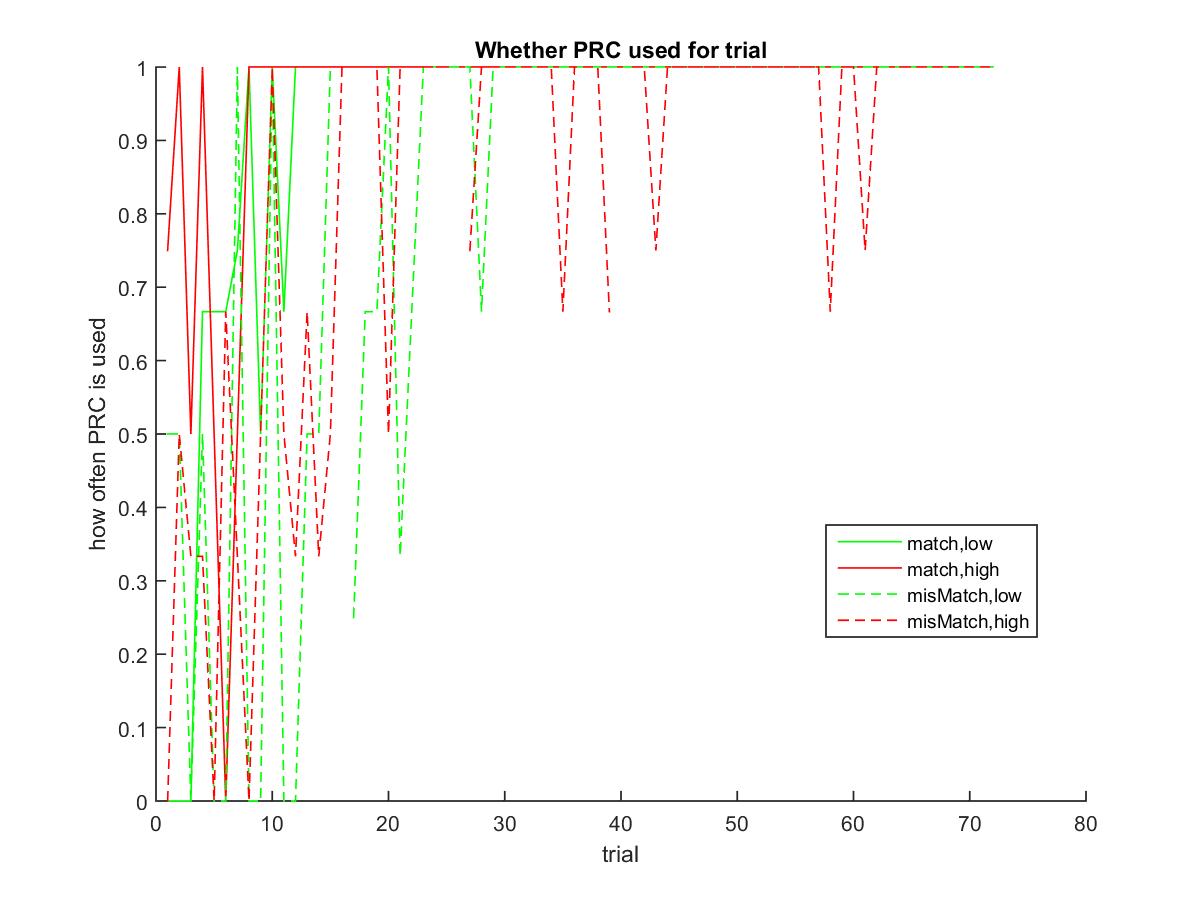 Whether PRC used for trial
1
0.9
0.8
0.7
0.6
0.5
0.4
0.3
0.2
0.1
0
how often PRC is used
match,low
match,high
misMatch,low
misMatch,high
0 10 20 30 40 50 60 70 80
trial